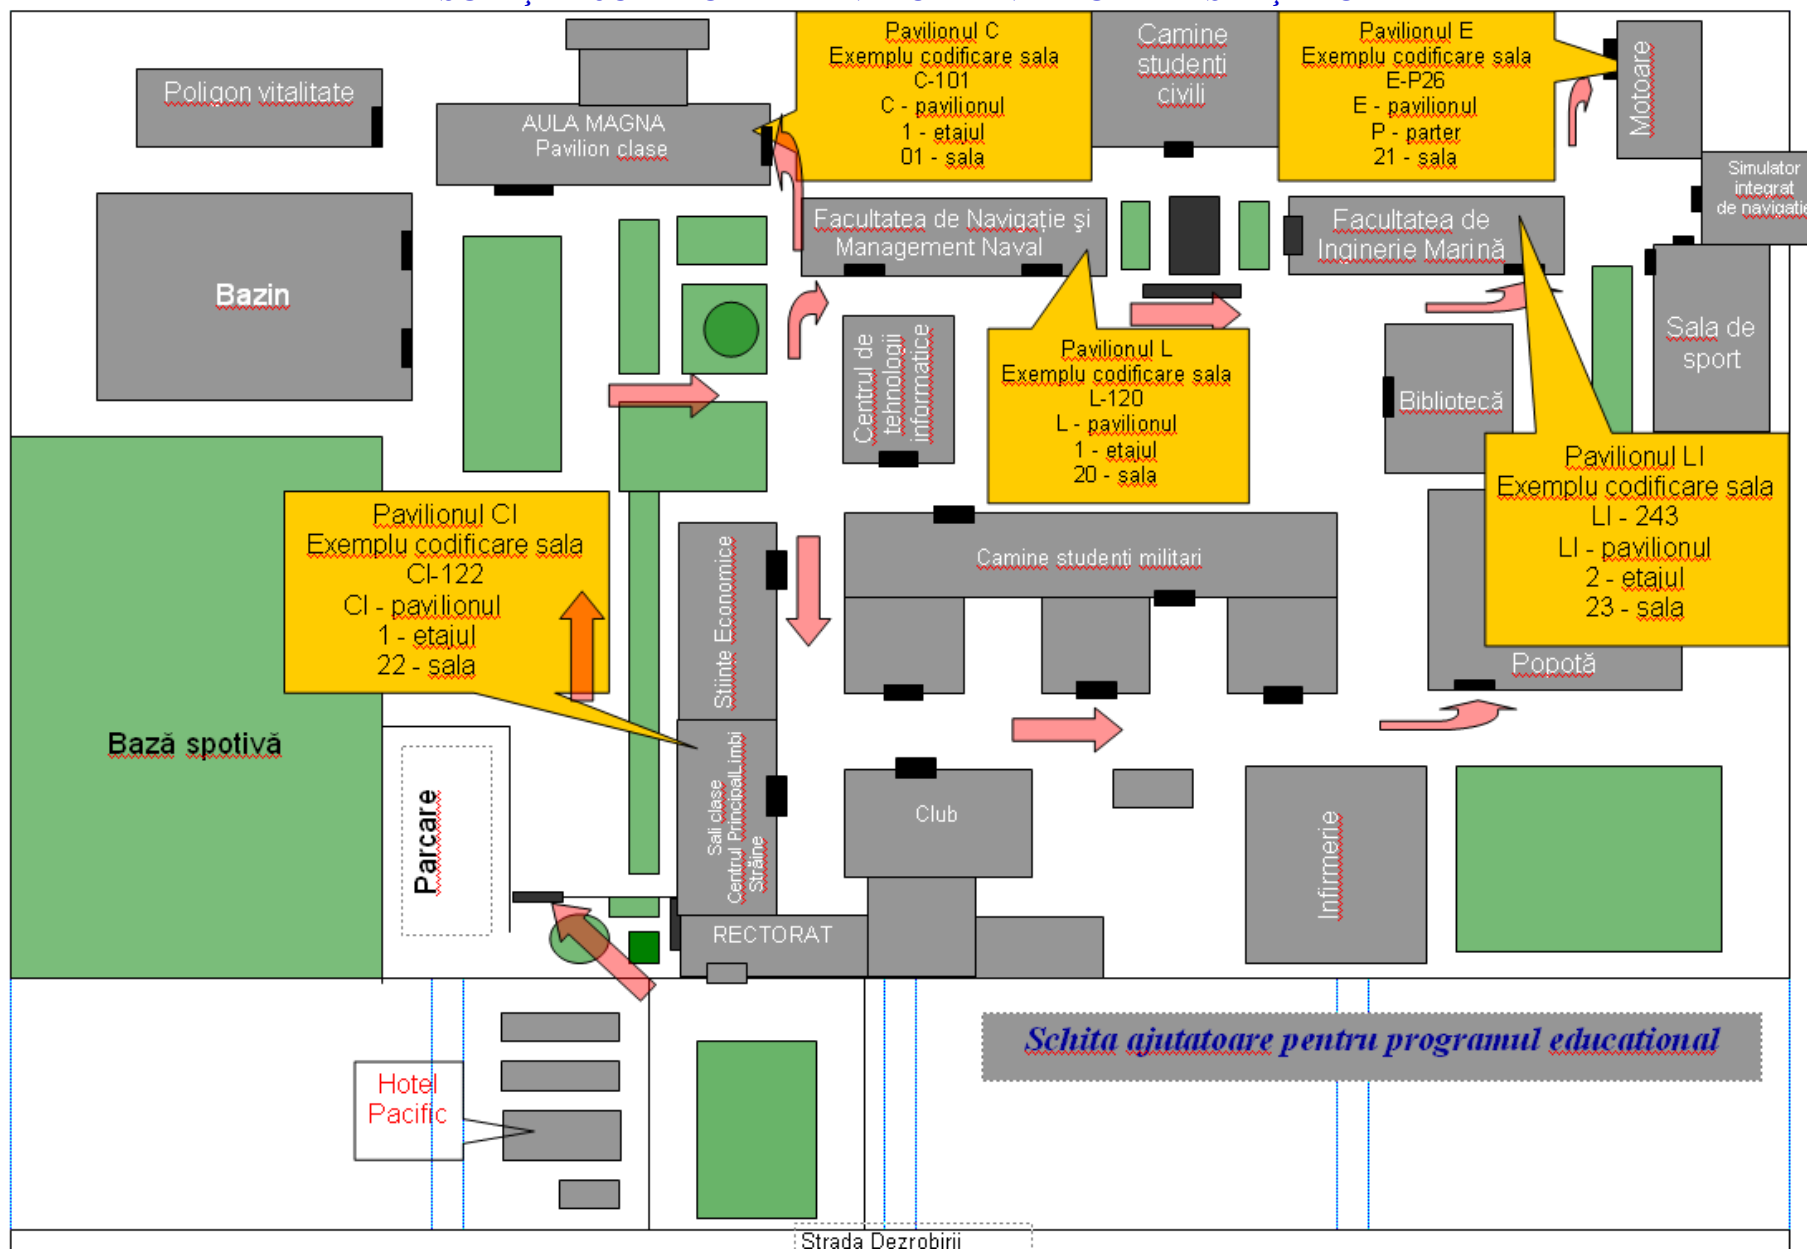 Pavilionul C
Exemplu codificare sala
C-101
C - pavilionul
1 - etajul
01 - sala
Camine
studenti
civili
Pavilionul E
Exemplu codificare sala
E-P26
E - pavilionul
P - parter
21 - sala
Motoare
Poligon vitalitate
AULA MAGNA
Pavilion clase
Simulator
integrat
de navigatie
Facultatea de Navigație și
Management Naval
Facultatea de
Inginerie Marină
Bazin
Centrul de
tehnologii
informatice
Pavilionul L
Exemplu codificare sala
L-120
L - pavilionul
1 - etajul
20 - sala
Bibliotecă
Sala de
sport
Pavilionul LI
Exemplu codificare sala
LI - 243
LI - pavilionul
2 - etajul
23 - sala
Pavilionul CI
Exemplu codificare sala
CI-122
CI - pavilionul
1 - etajul
22 - sala
Stiinte Economice
Camine studenti militari
Popotă
Bază spotivă
Parcare
Sali clase
Centrul PrincipalLimbi
Străine
Club
Infirmerie
RECTORAT
Schita ajutatoare pentru programul educational
Hotel
Pacific
Strada Dezrobirii